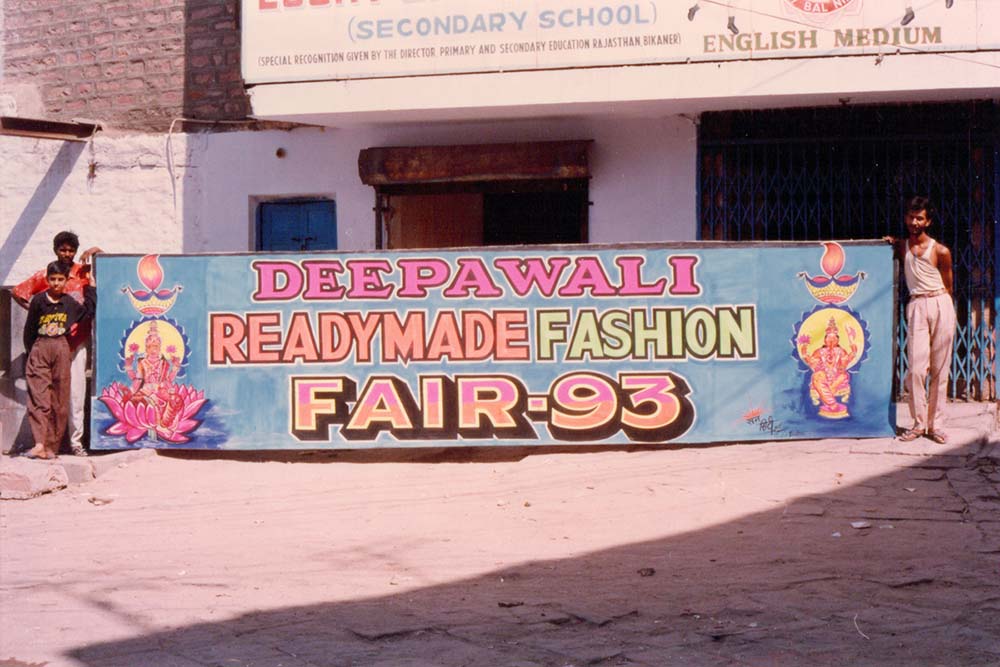 (SECONDARY SCHOOL)
(SPECIAL RECOGNITION GIVEN BY THE DIRECTOR, PRIMARY AND SECONDARY EDUCATION RAJASTHAN, BIKANER)
ENGLISH MEDIUM
DEEPAWALI
READYMADE FASHION
FAIR-93